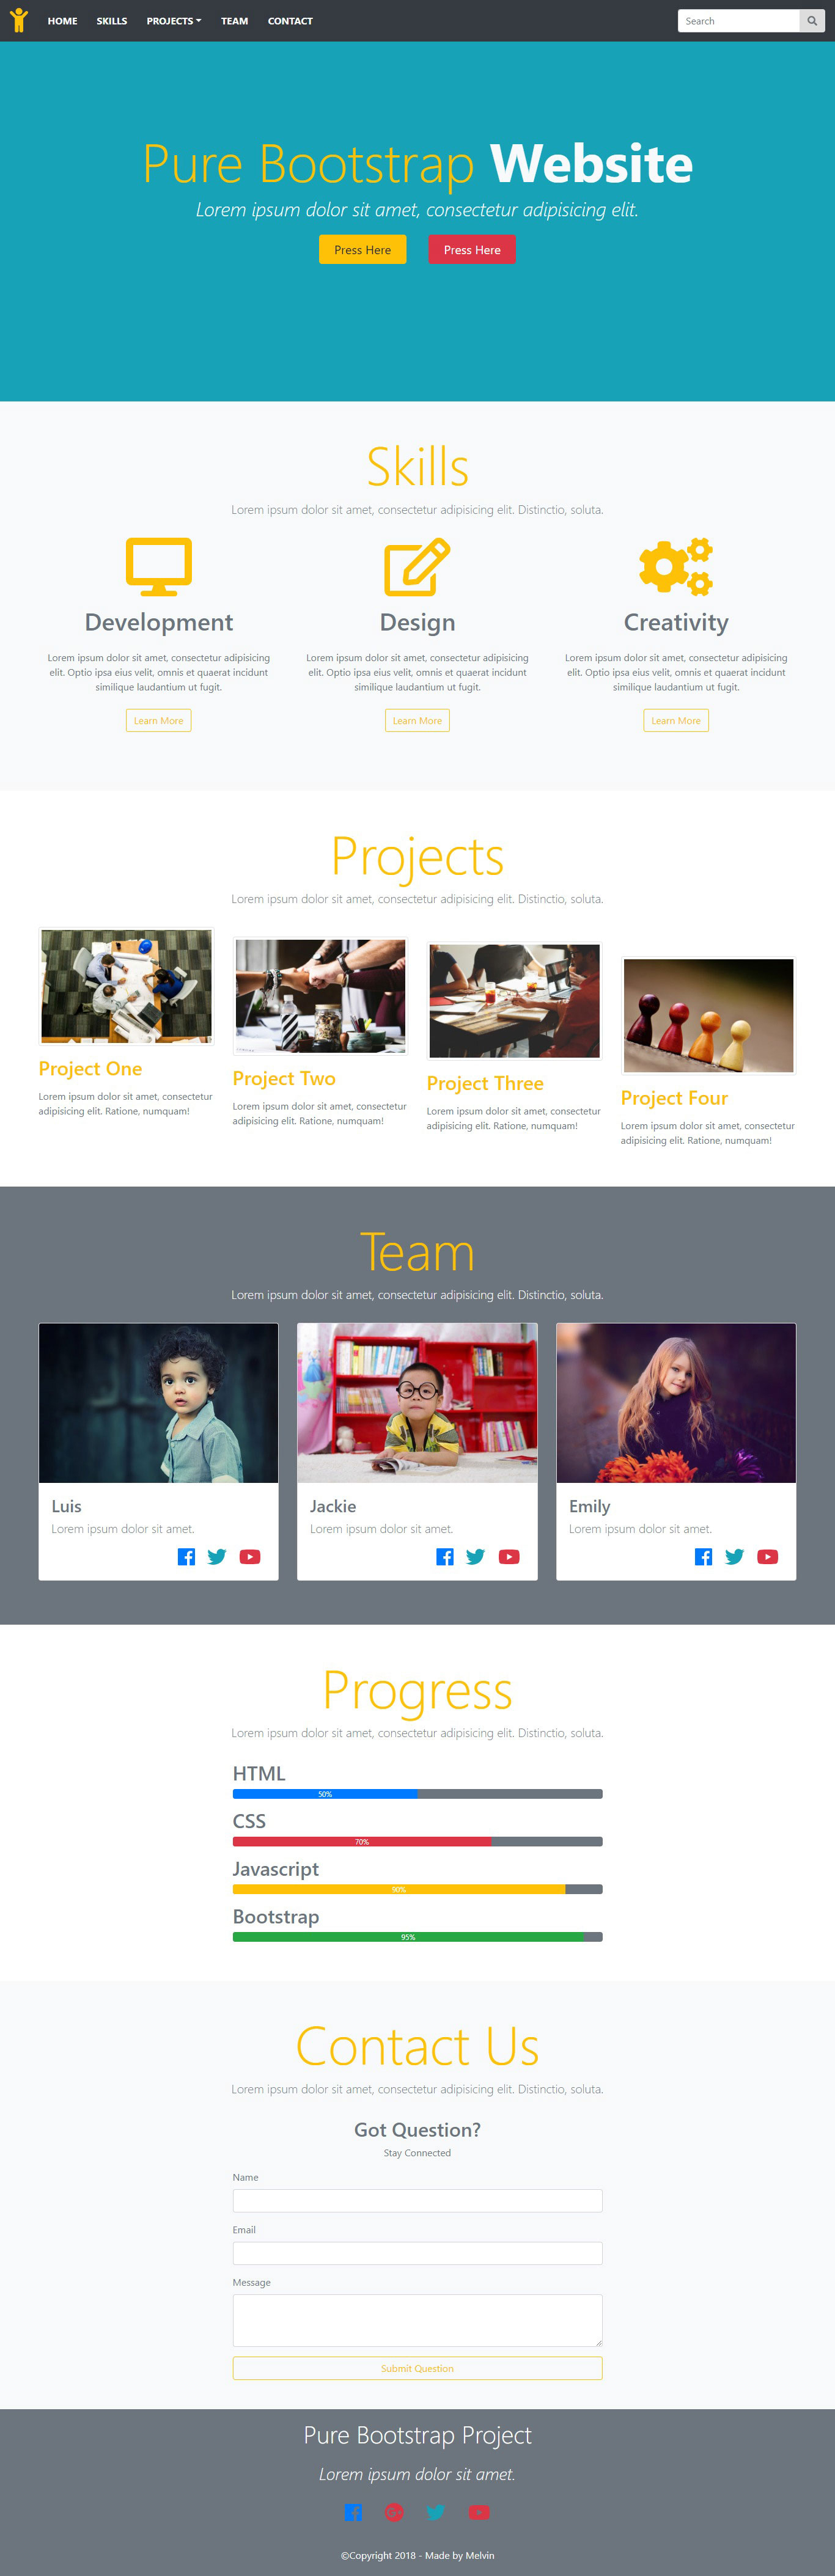 HOME SKILLS PROJECTS TEAM CONTACT Search
Pure Bootstrap Website
Lorem ipsum dolor sit amet, consectetur adipisicing elit.
Press Here Press Here
Skills
Lorem ipsum dolor sit amet, consectetur adipisicing elit. Distinctio, soluta.
Development
Lorem ipsum dolor sit amet, consectetur adipisicing
elit. Optio ipsa eius velit, omnis et quaerat incidunt
similique laudantium ut fugit.
Learn More
Design
Lorem ipsum dolor sit amet, consectetur adipisicing
elit. Optio ipsa eius velit, omnis et quaerat incidunt
similique laudantium ut fugit.
Learn More
Creativity
Lorem ipsum dolor sit amet, consectetur adipisicing
elit. Optio ipsa eius velit, omnis et quaerat incidunt
similique laudantium ut fugit.
Learn More
Projects
Lorem ipsum dolor sit amet, consectetur adipisicing elit. Distinctio, soluta.
Project One
Lorem ipsum dolor sit amet, consectetur
adipisicing elit. Ratione, numquam!
Project Two
Lorem ipsum dolor sit amet, consectetur
adipisicing elit. Ratione, numquam!
Project Three
Lorem ipsum dolor sit amet, consectetur
adipisicing elit. Ratione, numquam!
Project Four
Lorem ipsum dolor sit amet, consectetur
adipisicing elit. Ratione, numquam!
Team
Lorem ipsum dolor sit amet, consectetur adipisicing elit. Distinctio, soluta.
Luis
Lorem ipsum dolor sit amet.
Jackie
Lorem ipsum dolor sit amet.
Emily
Lorem ipsum dolor sit amet.
Progress
Lorem ipsum dolor sit amet, consectetur adipisicing elit. Distinctio, soluta.
HTML
50%
CSS
70%
Javascript
90%
Bootstrap
95%
Contact Us
Lorem ipsum dolor sit amet, consectetur adipisicing elit. Distinctio, soluta.
Got Question?
Stay Connected
Name
Email
Message
Submit Question
Pure Bootstrap Project
Lorem ipsum dolor sit amet.
©Copyright 2018 - Made by Melvin